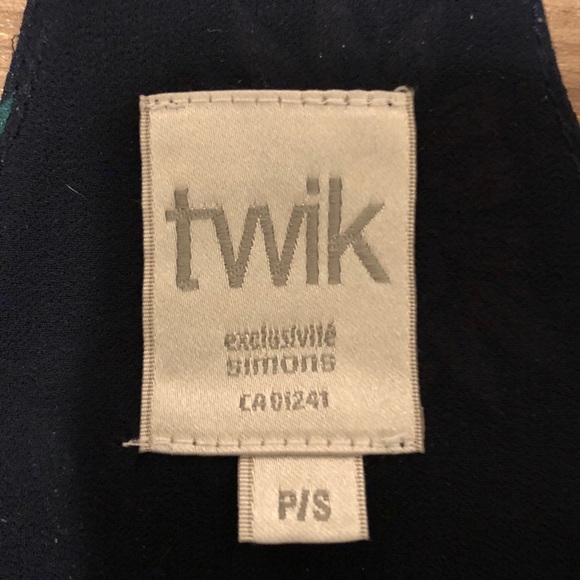 twik
exclusivité
simons
CA 01241
P/S